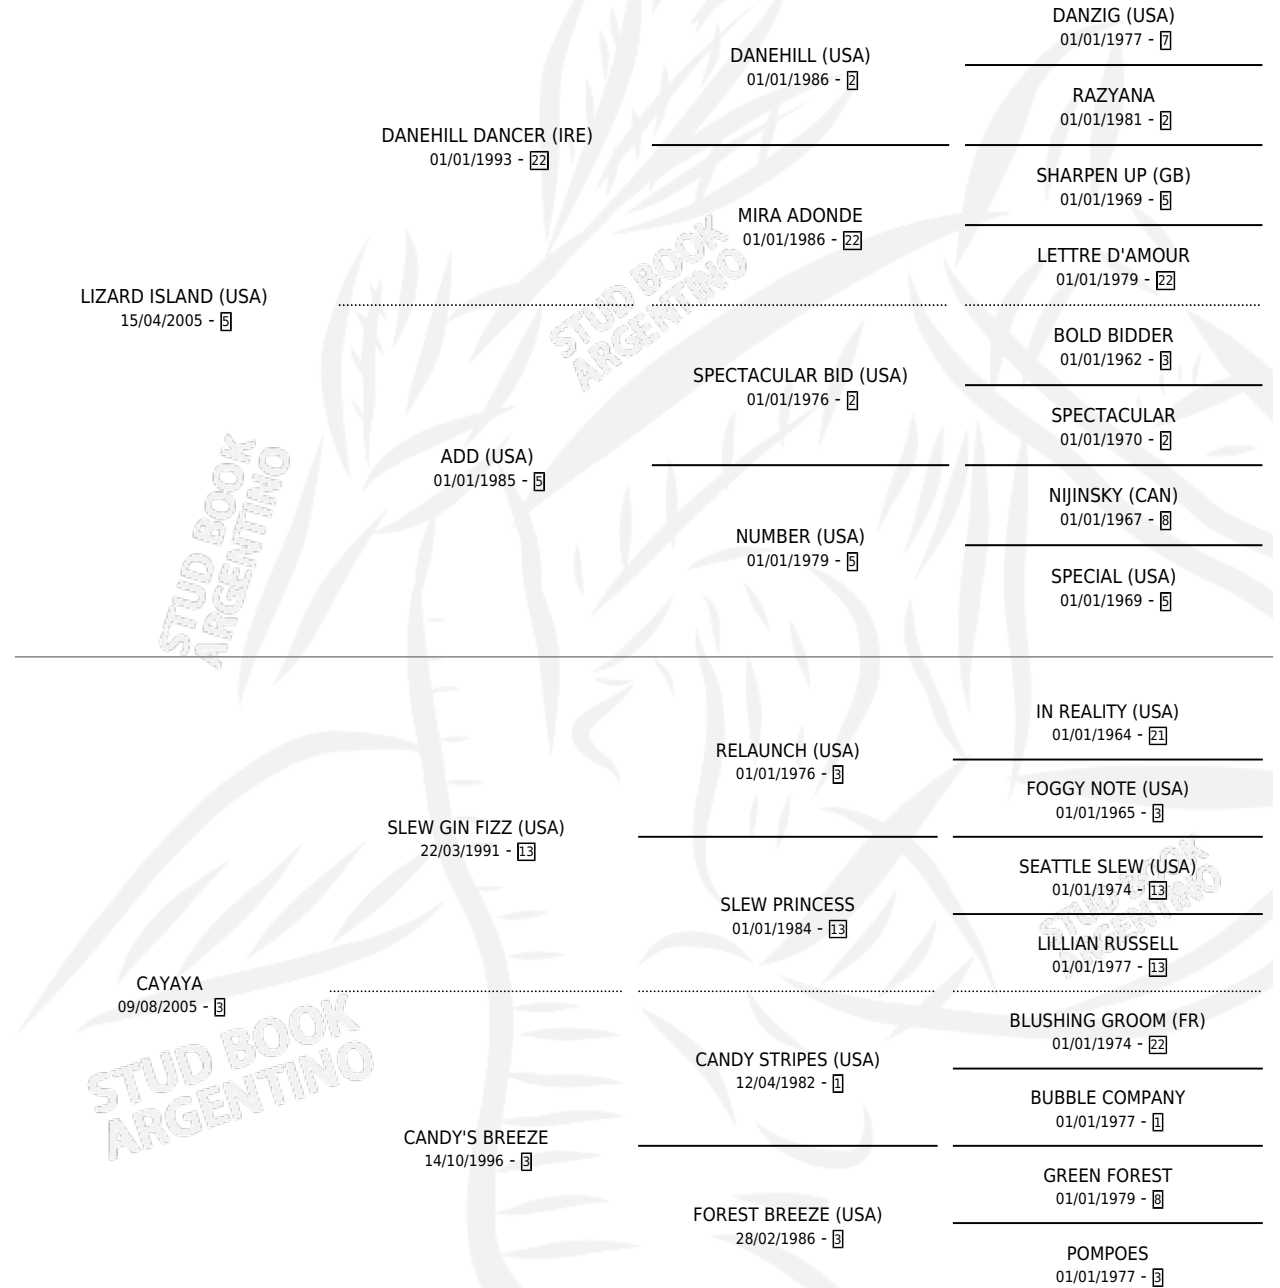 DANZIG (USA)
01/01/1977 - 7
DANEHILL (USA)
01/01/1986 - 2
RAZYANA
01/01/1981 - 2
DANEHILL DANCER (IRE)
01/01/1993 - 22
SHARPEN UP (GB)
01/01/1969 - 5
MIRA ADONDE
01/01/1986 - 22
LETTRE D'AMOUR
01/01/1979 - 22
LIZARD ISLAND (USA)
15/04/2005 - 5
BOLD BIDDER
01/01/1962 - 3
SPECTACULAR BID (USA)
01/01/1976 - 2
SPECTACULAR
01/01/1970 - 2
ADD (USA)
01/01/1985 - 5
NIJINSKY (CAN)
01/01/1967 - 8
NUMBER (USA)
01/01/1979 - 5
SPECIAL (USA)
01/01/1969 - 5
STUD BOOK
ARGENTINO
STUD BOOK
ARGENTINO
IN REALITY (USA)
01/01/1964 - 21
RELAUNCH (USA)
01/01/1976 - 3
FOGGY NOTE (USA)
01/01/1965 - 3
SLEW GIN FIZZ (USA)
22/03/1991 - 13
SEATTLE SLEW (USA)
01/01/1974 - 13
SLEW PRINCESS
01/01/1984 - 13
LILLIAN RUSSELL
01/01/1977 - 13
STUD BOOK
ARGENTINO
CAYAYA
09/08/2005 - 3
BLUSHING GROOM (FR)
01/01/1974 - 22
CANDY STRIPES (USA)
12/04/1982 - 1
BUBBLE COMPANY
01/01/1977 - 1
STUD BOOK
ARGENTINO
CANDY'S BREEZE
14/10/1996 - 3
GREEN FOREST
01/01/1979 - 8
FOREST BREEZE (USA)
28/02/1986 - 3
POMPOES
01/01/1977 - 3